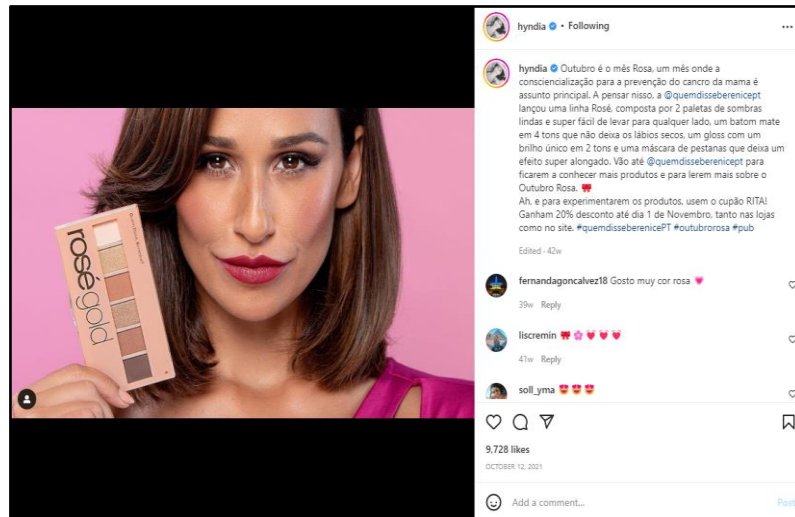 hyndia • Following
hyndia Outubro é o mês Rosa, um mês onde a
consciencialização para a prevenção do cancro da mama é
assunto principal. A pensar nisso, a @quemdisseberenicept
lançou uma linha Rosé, composta por 2 paletas de sombras
lindas e super fácil de levar para qualquer lado, um batom mate
em 4 tons que não deixa os lábios secos, um gloss com um
brilho único em 2 tons e uma máscara de pestanas que deixa um
efeito super alongado. Vão até @quemdisseberenicept para
ficarem a conhecer mais produtos e para lerem mais sobre o
Outubro Rosa. 🎀
Ah, e para experimentarem os produtos, usem o cupão RITA!
Ganham 20% desconto até dia 1 de Novembro, tanto nas lojas
como no site. #quemdisseberenicePT #outubrorosa #pub
Edited · 42w
fernandagoncalvez18 Gosto muy cor rosa 💗
39w Reply
liscremin 🎀🌸💓💓💓
41w Reply
soll_yma 😍😍😍
9,728 likes
OCTOBER 12, 2021
Add a comment...
Post
rosé gold